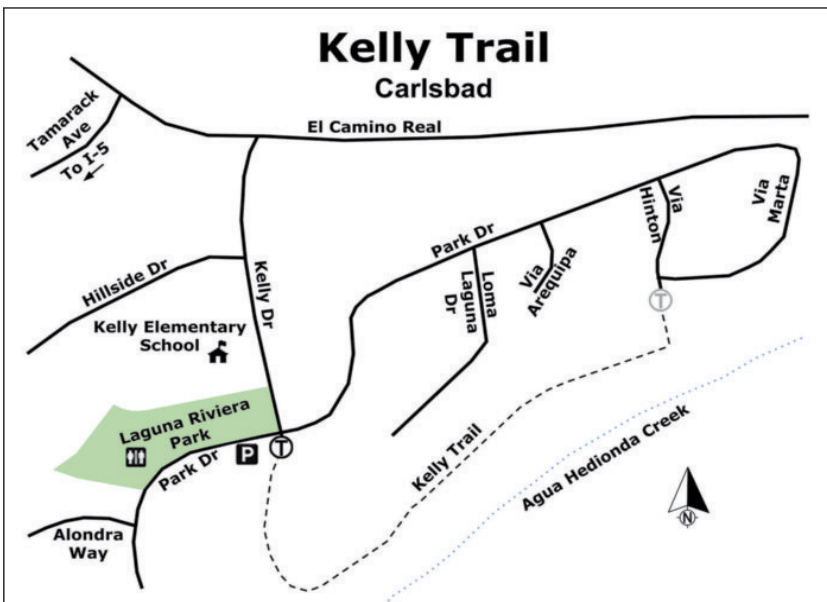 Kelly Trail
Carlsbad
El Camino Real
Tamarack
Ave
To I-5
Via
Hinton
Via
Marta
Park Dr
Hillside Dr
Kelly Dr
Loma
Laguna
Dr
Via
Arequipa
T
Kelly Elementary
School
Laguna Riviera
Park
Park Dr
P
T
Kelly Trail
Agua Hedionda Creek
Alondra
Way
N